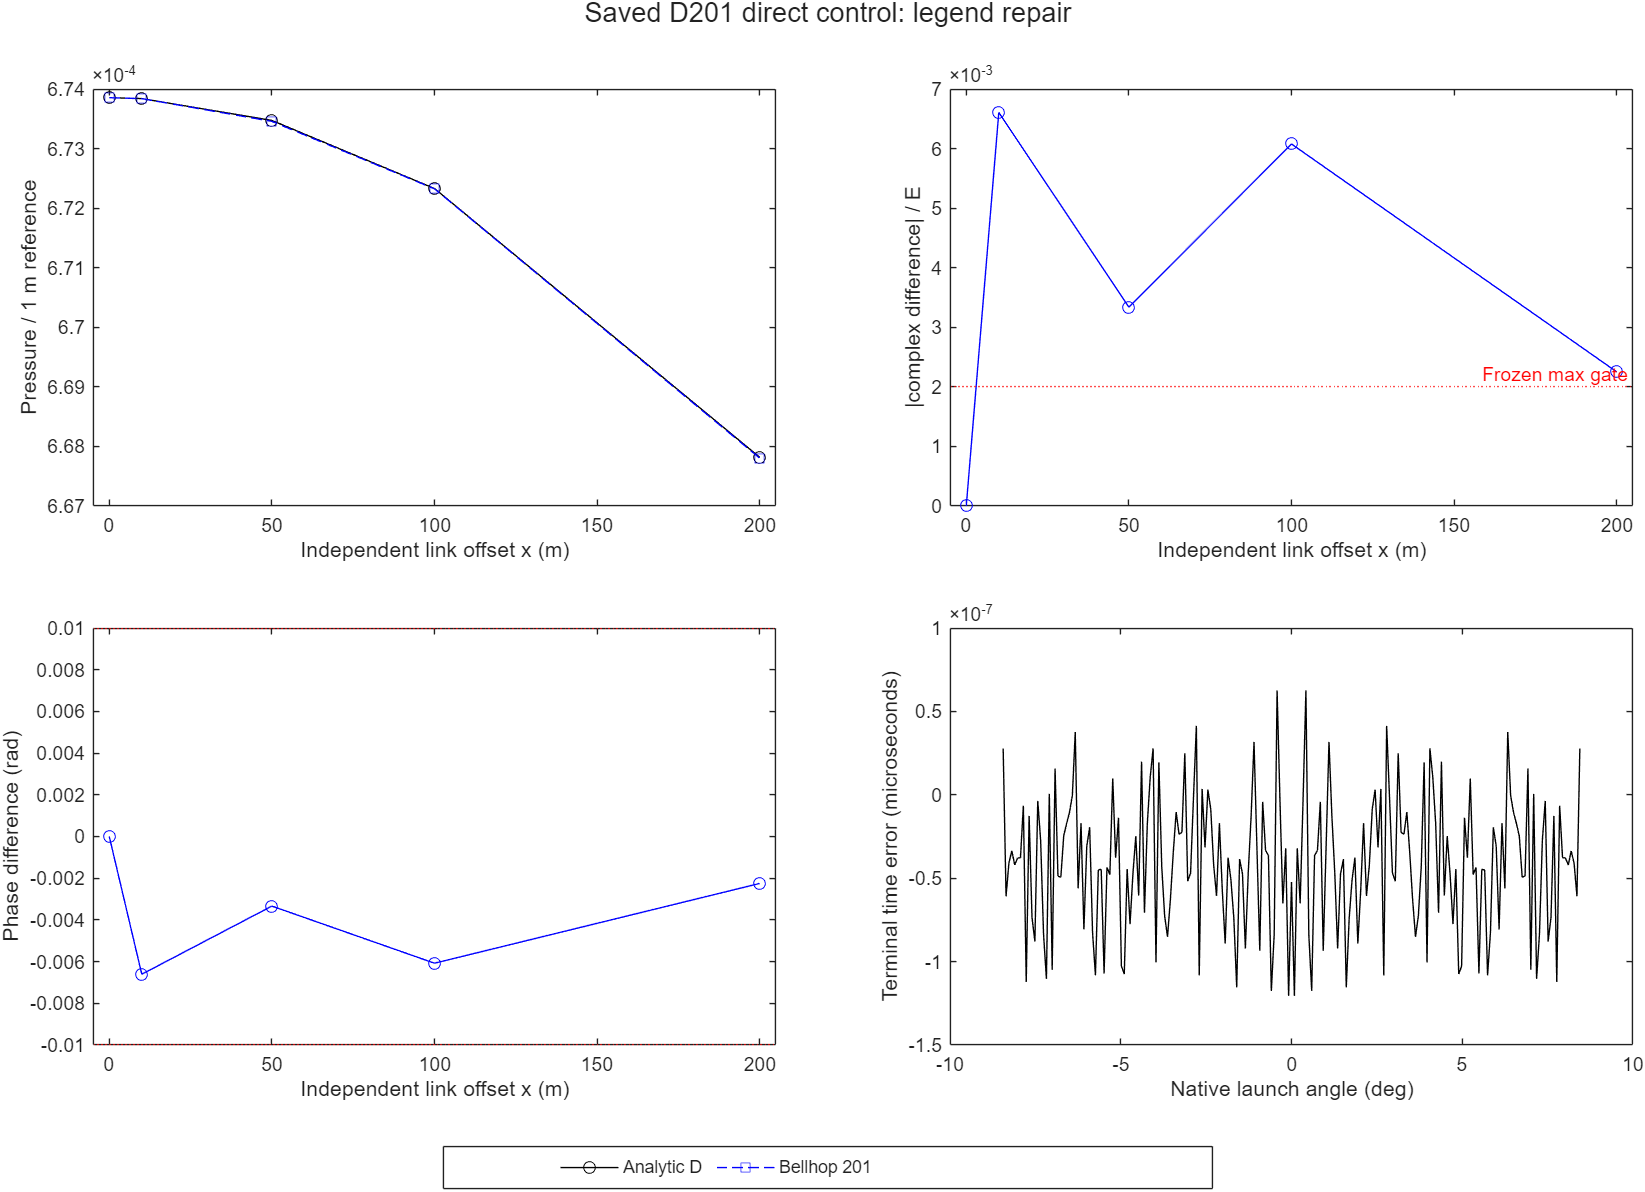 Saved D201 direct control: legend repair
×10-4
6.74
6.73
6.72
6.71
6.7
6.69
6.68
6.67
0 50 100 150 200
Independent link offset x (m)
Pressure / 1 m reference
×10-3
7
6
5
4
3
2
1
0
Frozen max gate
0 50 100 150 200
Independent link offset x (m)
|complex difference| / E
0.01
0.008
0.006
0.004
0.002
0
-0.002
-0.004
-0.006
-0.008
-0.01
0 50 100 150 200
Independent link offset x (m)
Phase difference (rad)
×10-7
1
0.5
0
-0.5
-1
-1.5
-10 -5 0 5 10
Native launch angle (deg)
Terminal time error (microseconds)
Analytic D Bellhop 201